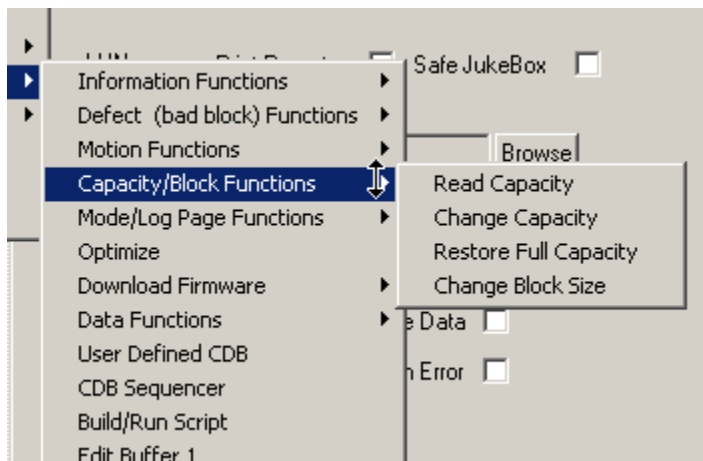 Safe JukeBox
Information Functions
Defect (bad block) Functions
Motion Functions
Browse
Capacity/Block Functions
Read Capacity
Mode/Log Page Functions
Change Capacity
Optimize
Restore Full Capacity
Download Firmware
Change Block Size
Data Functions
Data
User Defined CDB
Error
CDB Sequencer
Build/Run Script
Edit Buffer 1